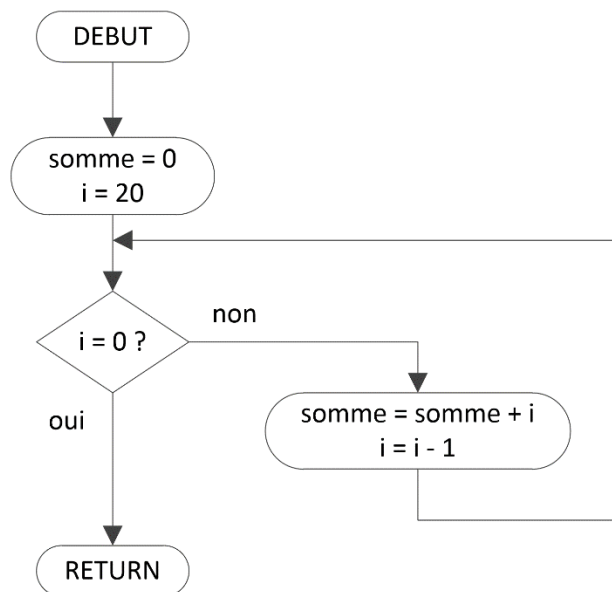 DEBUT
somme = 0
i = 20
i = 0 ?
non
oui
somme = somme + i
i = i - 1
RETURN